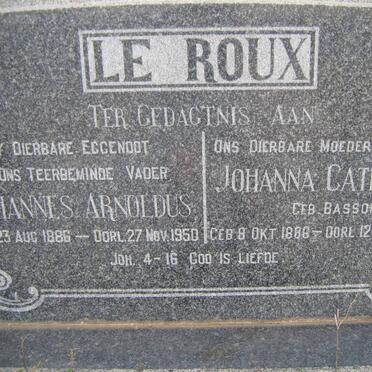 LE ROUX
TER GEDAGTNIS AAN
DIERBARE EGGENOOT
ONS TEERBEMINDE VADER
ANNES ARNOLDUS
23 AUG 1886 – OORL. 27 NOV. 1950
ONS DIERBARE MOEDER
JOHANNA CAT
GEB. BASSO
GEB 8 OKT 1888 – OORL 12
JOH. 4-16 GOD IS LIEFDE.